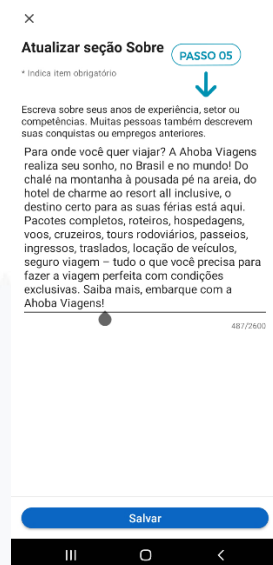 Atualizar seção Sobre
PASSO 05
* Indica item obrigatório
Escreva sobre seus anos de experiência, setor ou
competências. Muitas pessoas também descrevem
suas conquistas ou empregos anteriores.
Para onde você quer viajar? A Ahoba Viagens
realiza seu sonho, no Brasil e no mundo! Do
chalé na montanha à pousada pé na areia, do
hotel de charme ao resort all inclusive, o
destino certo para as suas férias está aqui.
Pacotes completos, roteiros, hospedagens,
voos, cruzeiros, tours rodoviários, passeios,
ingressos, traslados, locação de veículos,
seguro viagem – tudo o que você precisa para
fazer a viagem perfeita com condições
exclusivas. Saiba mais, embarque com a
Ahoba Viagens!
487/2600
Salvar